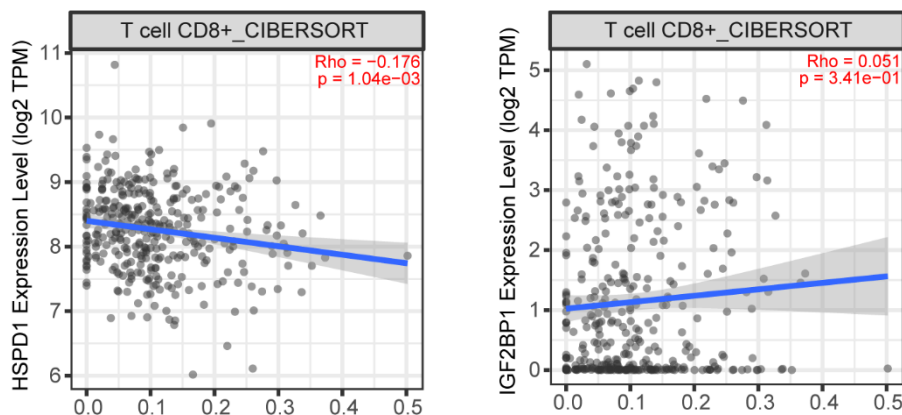 T cell CD8+_CIBERSORT
Rho = −0.176
p = 1.04e−03
HSPD1 Expression Level (log2 TPM)
11
10
9
8
7
6
0.0 0.1 0.2 0.3 0.4 0.5
T cell CD8+_CIBERSORT
Rho = 0.051
p = 3.41e−01
IGF2BP1 Expression Level (log2 TPM)
5
4
3
2
1
0
0.0 0.1 0.2 0.3 0.4 0.5